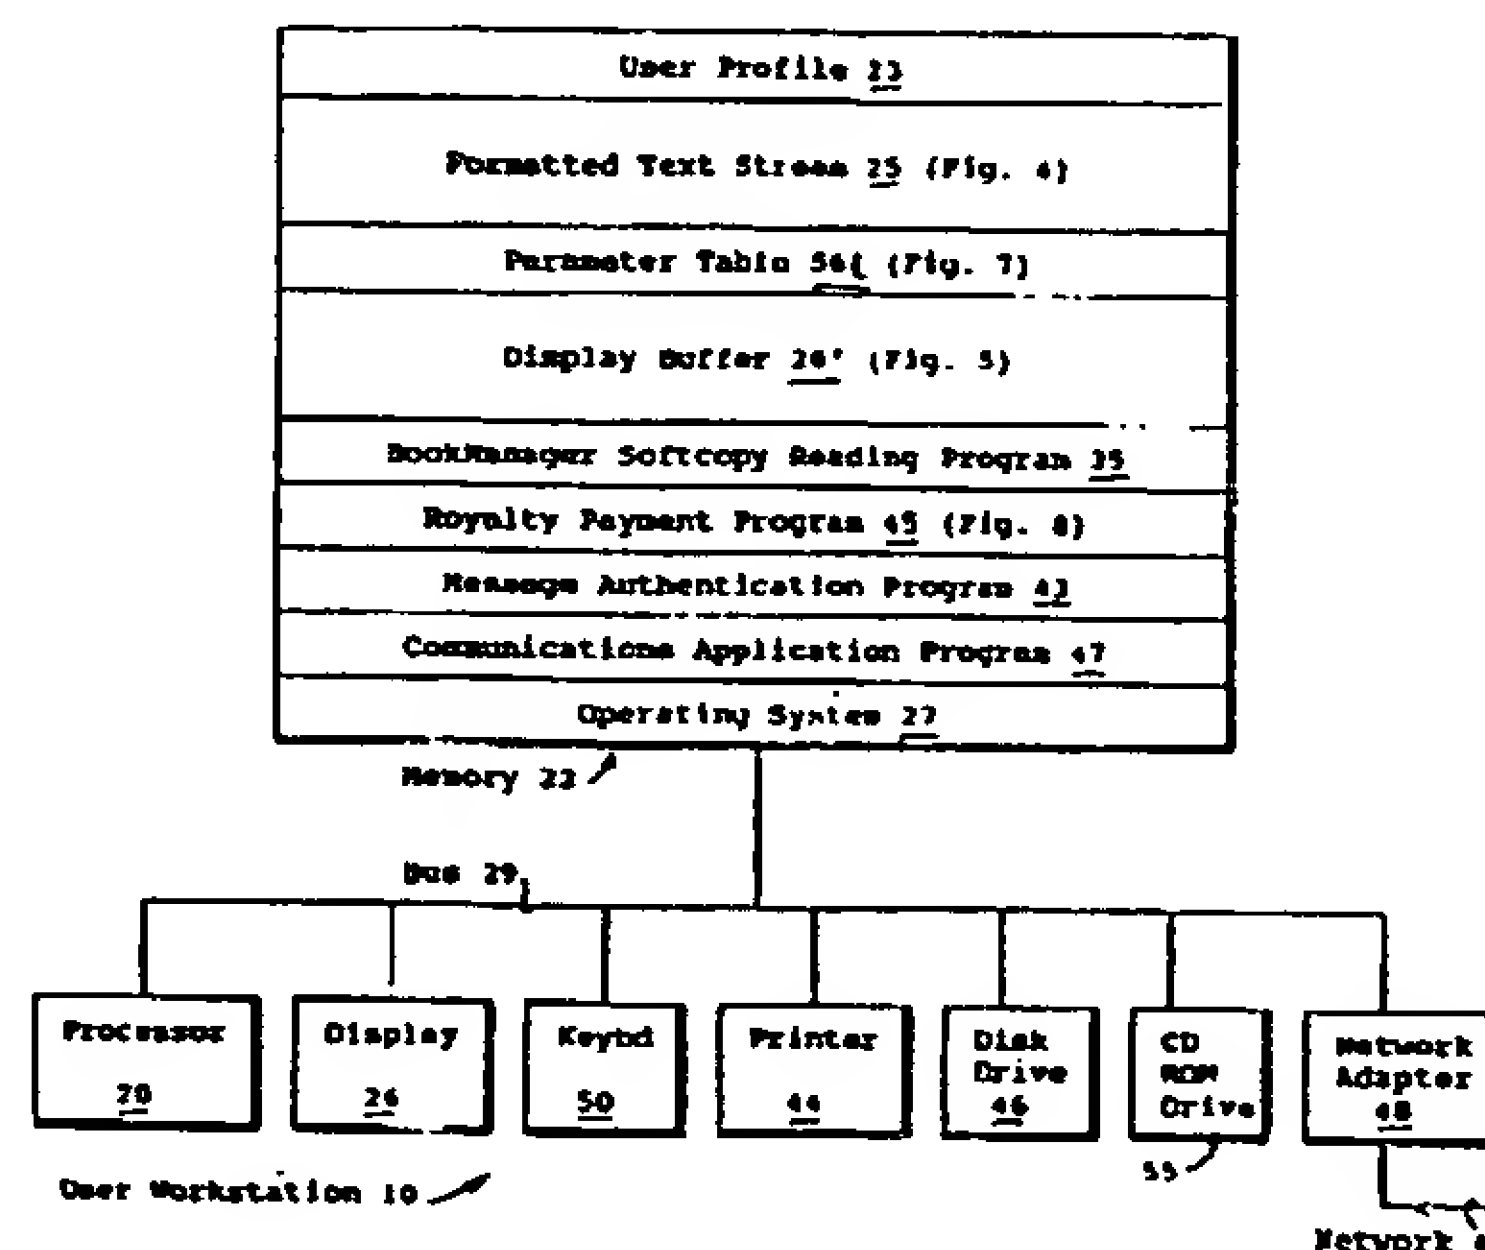 User Profile 23
Formatted Text Stream 25 (Fig. 4)
Parameter Table (Fig. 7)
Display Buffer 26' (Fig. 5)
BookManager Softcopy Reading Program 35
Royalty Payment Program 45 (Fig. 8)
Message Authentication Program 43
Communications Application Program 47
Operating System 27
Memory 22
Bus 29
Processor
20
Display
26
Keybd
50
Printer
44
Disk
Drive
46
CD
ROM
Drive
Network
Adapter
48
55
User Workstation 10
Network